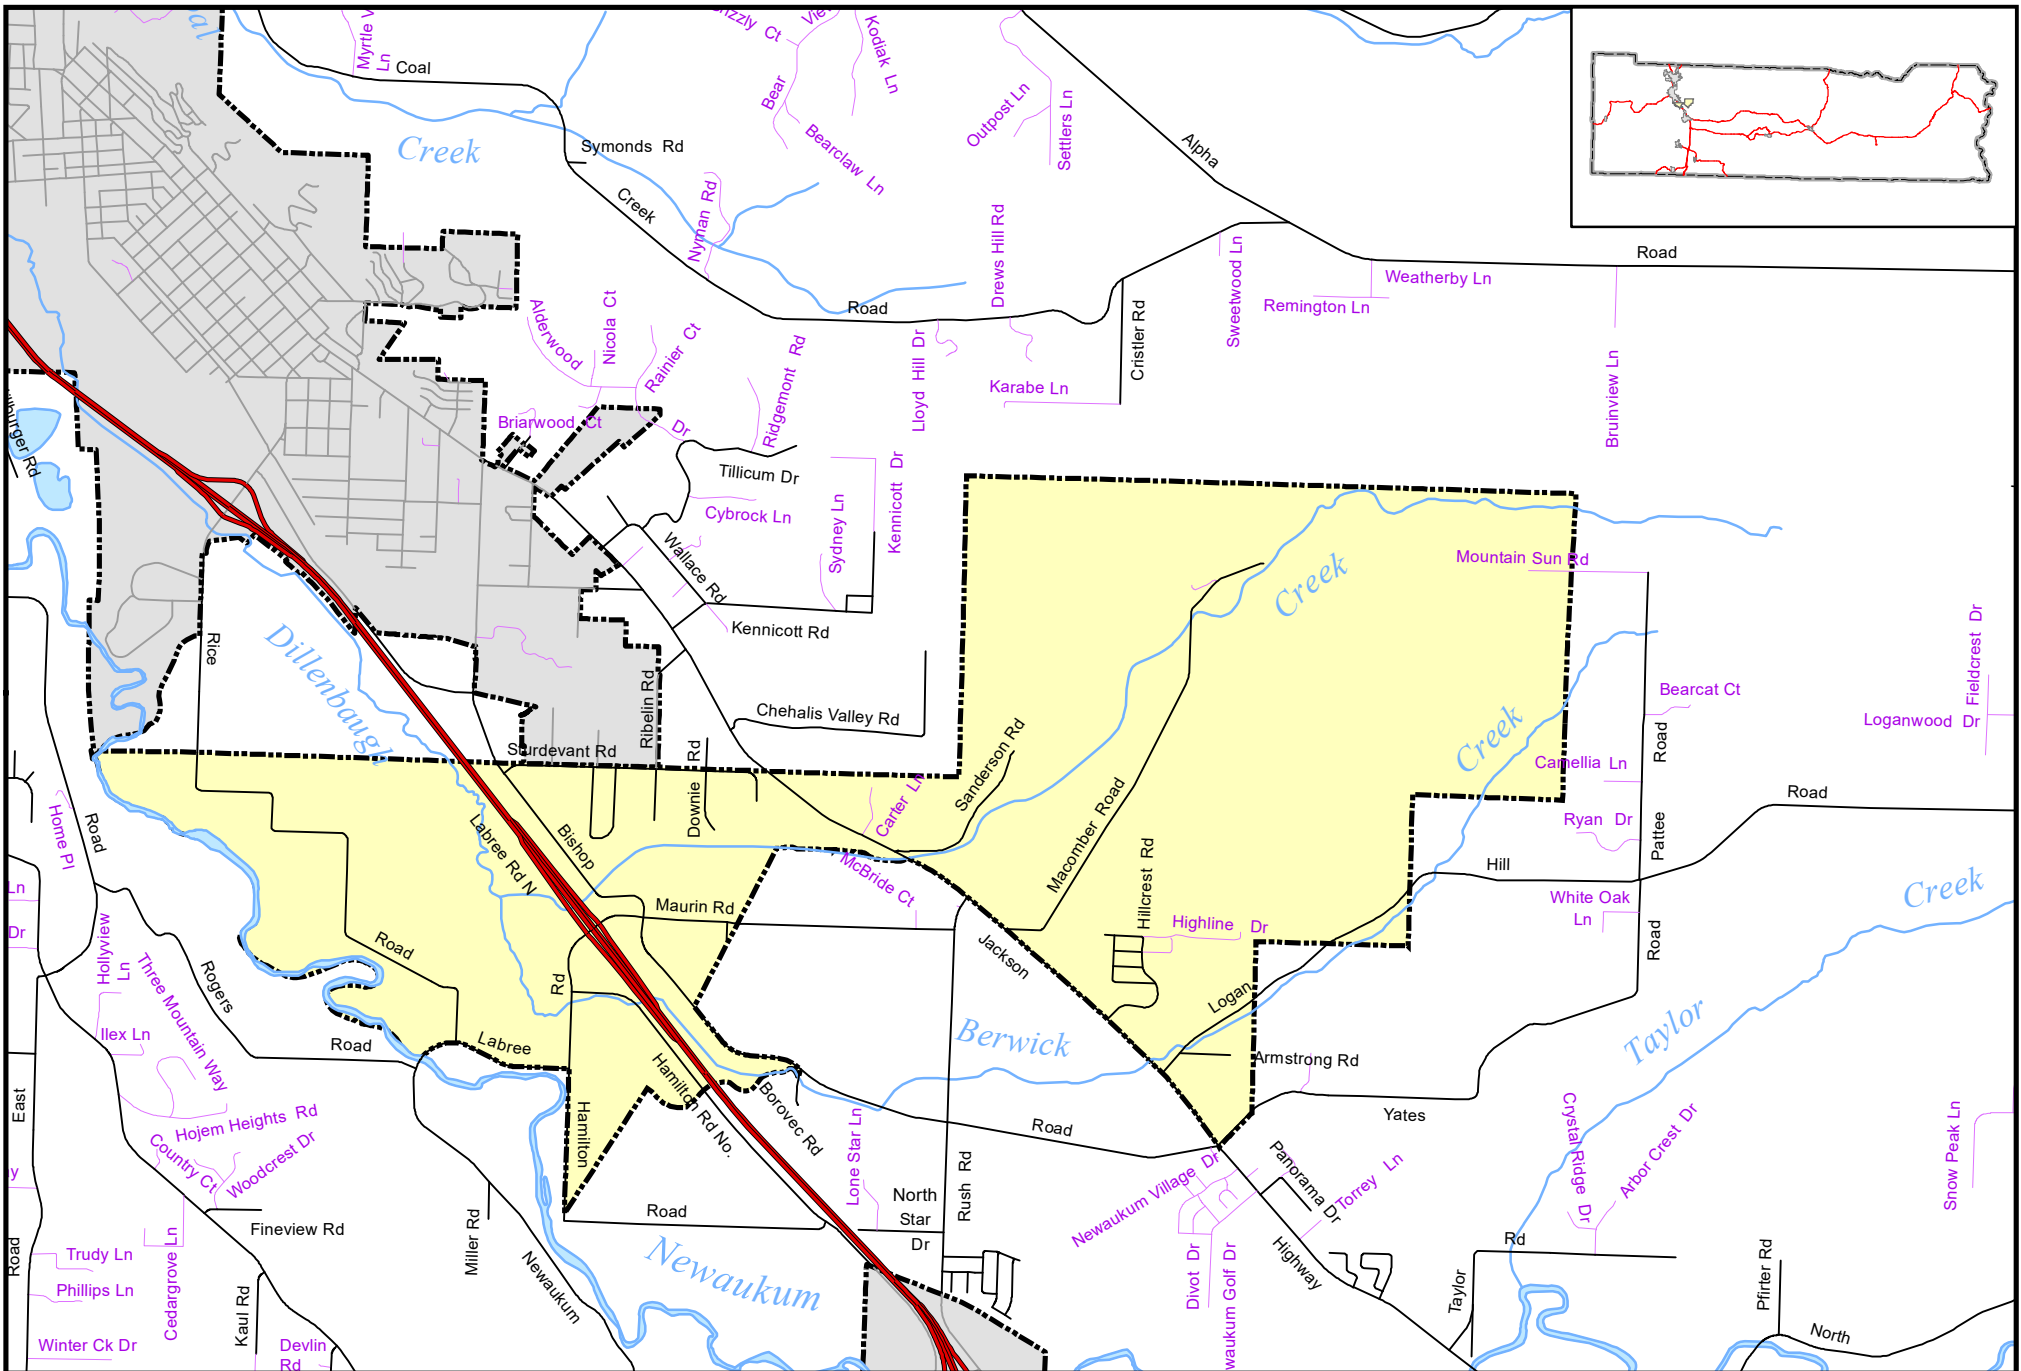 Myrtle
Ln
Coal
Ct
Kodiak Ln
Bear
Bearclaw Ln
Outpost Ln
Settlers Ln
Alpha
Creek
Symonds Rd
Creek
Nyman Rd
Drews Hill Rd
Sweetwood Ln
Road
Weatherby Ln
Remington Ln
Road
Cristler Rd
Bruinview Ln
Alderwood
Nicola Ct
Rainier Ct
Ridgemont Rd
Lloyd Hill Dr
Karabe Ln
Briarwood Ct
Dr
Tillicum Dr
Cybrock Ln
Sydney Ln
Kennicott Dr
Wallace Rd
Kennicott Rd
Mountain Sun Rd
Creek
Rice
Dillenbaugh
Ribelin Rd
Chehalis Valley Rd
Sturdevant Rd
Downie Rd
Sanderson Rd
Carter Ln
Macomber Road
Creek
Bearcat Ct
Fieldcrest Dr
Loganwood Dr
Road
Camellia Ln
Road
Ryan Dr
Pattee
Hill
Home Pl
Road
Labree Rd N
Bishop
McBride Ct
Hillcrest Rd
White Oak
Ln
Creek
Ln
Dr
Maurin Rd
Highline Dr
Road
Jackson
Hollyview
Ln
Three Mountain Way
Rogers
Road
Rd
Logan
Taylor
Ilex Ln
Road
Labree
Berwick
Armstrong Rd
Hamilton Rd No.
Borovec Rd
East
Hojem Heights Rd
Country Ct
Woodcrest Dr
Hamilton
Lone Star Ln
Road
Yates
Crystal Ridge Dr
Arbor Crest Dr
Snow Peak Ln
Newaukum Village Dr
Panorama Dr
Torrey Ln
Rush Rd
North
Star
Dr
Road
Fineview Rd
Miller Rd
Newaukum
Newaukum
Road
Trudy Ln
Phillips Ln
Cedargrove Ln
Kaul Rd
Winter Ck Dr
Devlin
Rd
Divot Dr
Golf Dr
Highway
Rd
Taylor
Pfirter Rd
North